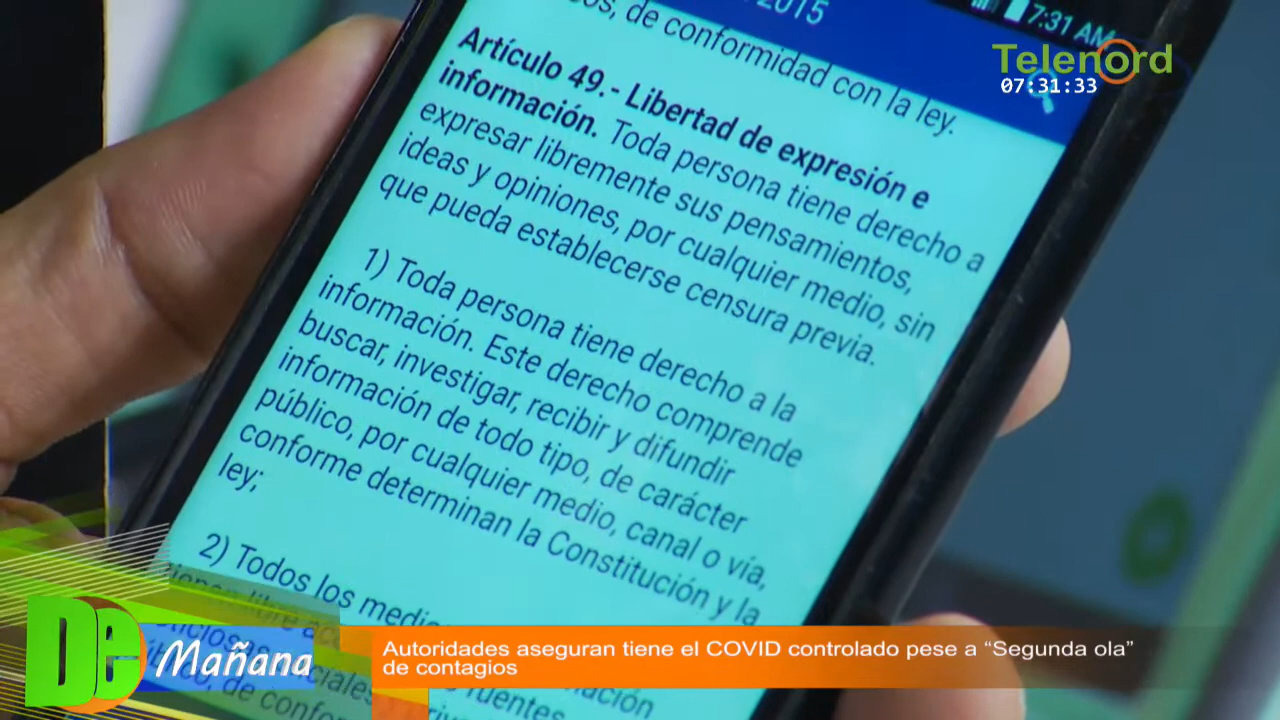 2015
7:31 AM
Telenord
07:31:33
de conformidad con la ley.
Artículo 49.- Libertad de expresión e
información. Toda persona tiene derecho a
expresar libremente sus pensamientos,
ideas y opiniones, por cualquier medio, sin
que pueda establecerse censura previa.
1) Toda persona tiene derecho a la
información. Este derecho comprende
buscar, investigar, recibir y difundir
información de todo tipo, de carácter
público, por cualquier medio, canal o vía,
conforme determinan la Constitución y la
ley;
2) Todos los
fuentes
De
Mañana
Autoridades aseguran tiene el COVID controlado pese a “Segunda ola”
de contagios